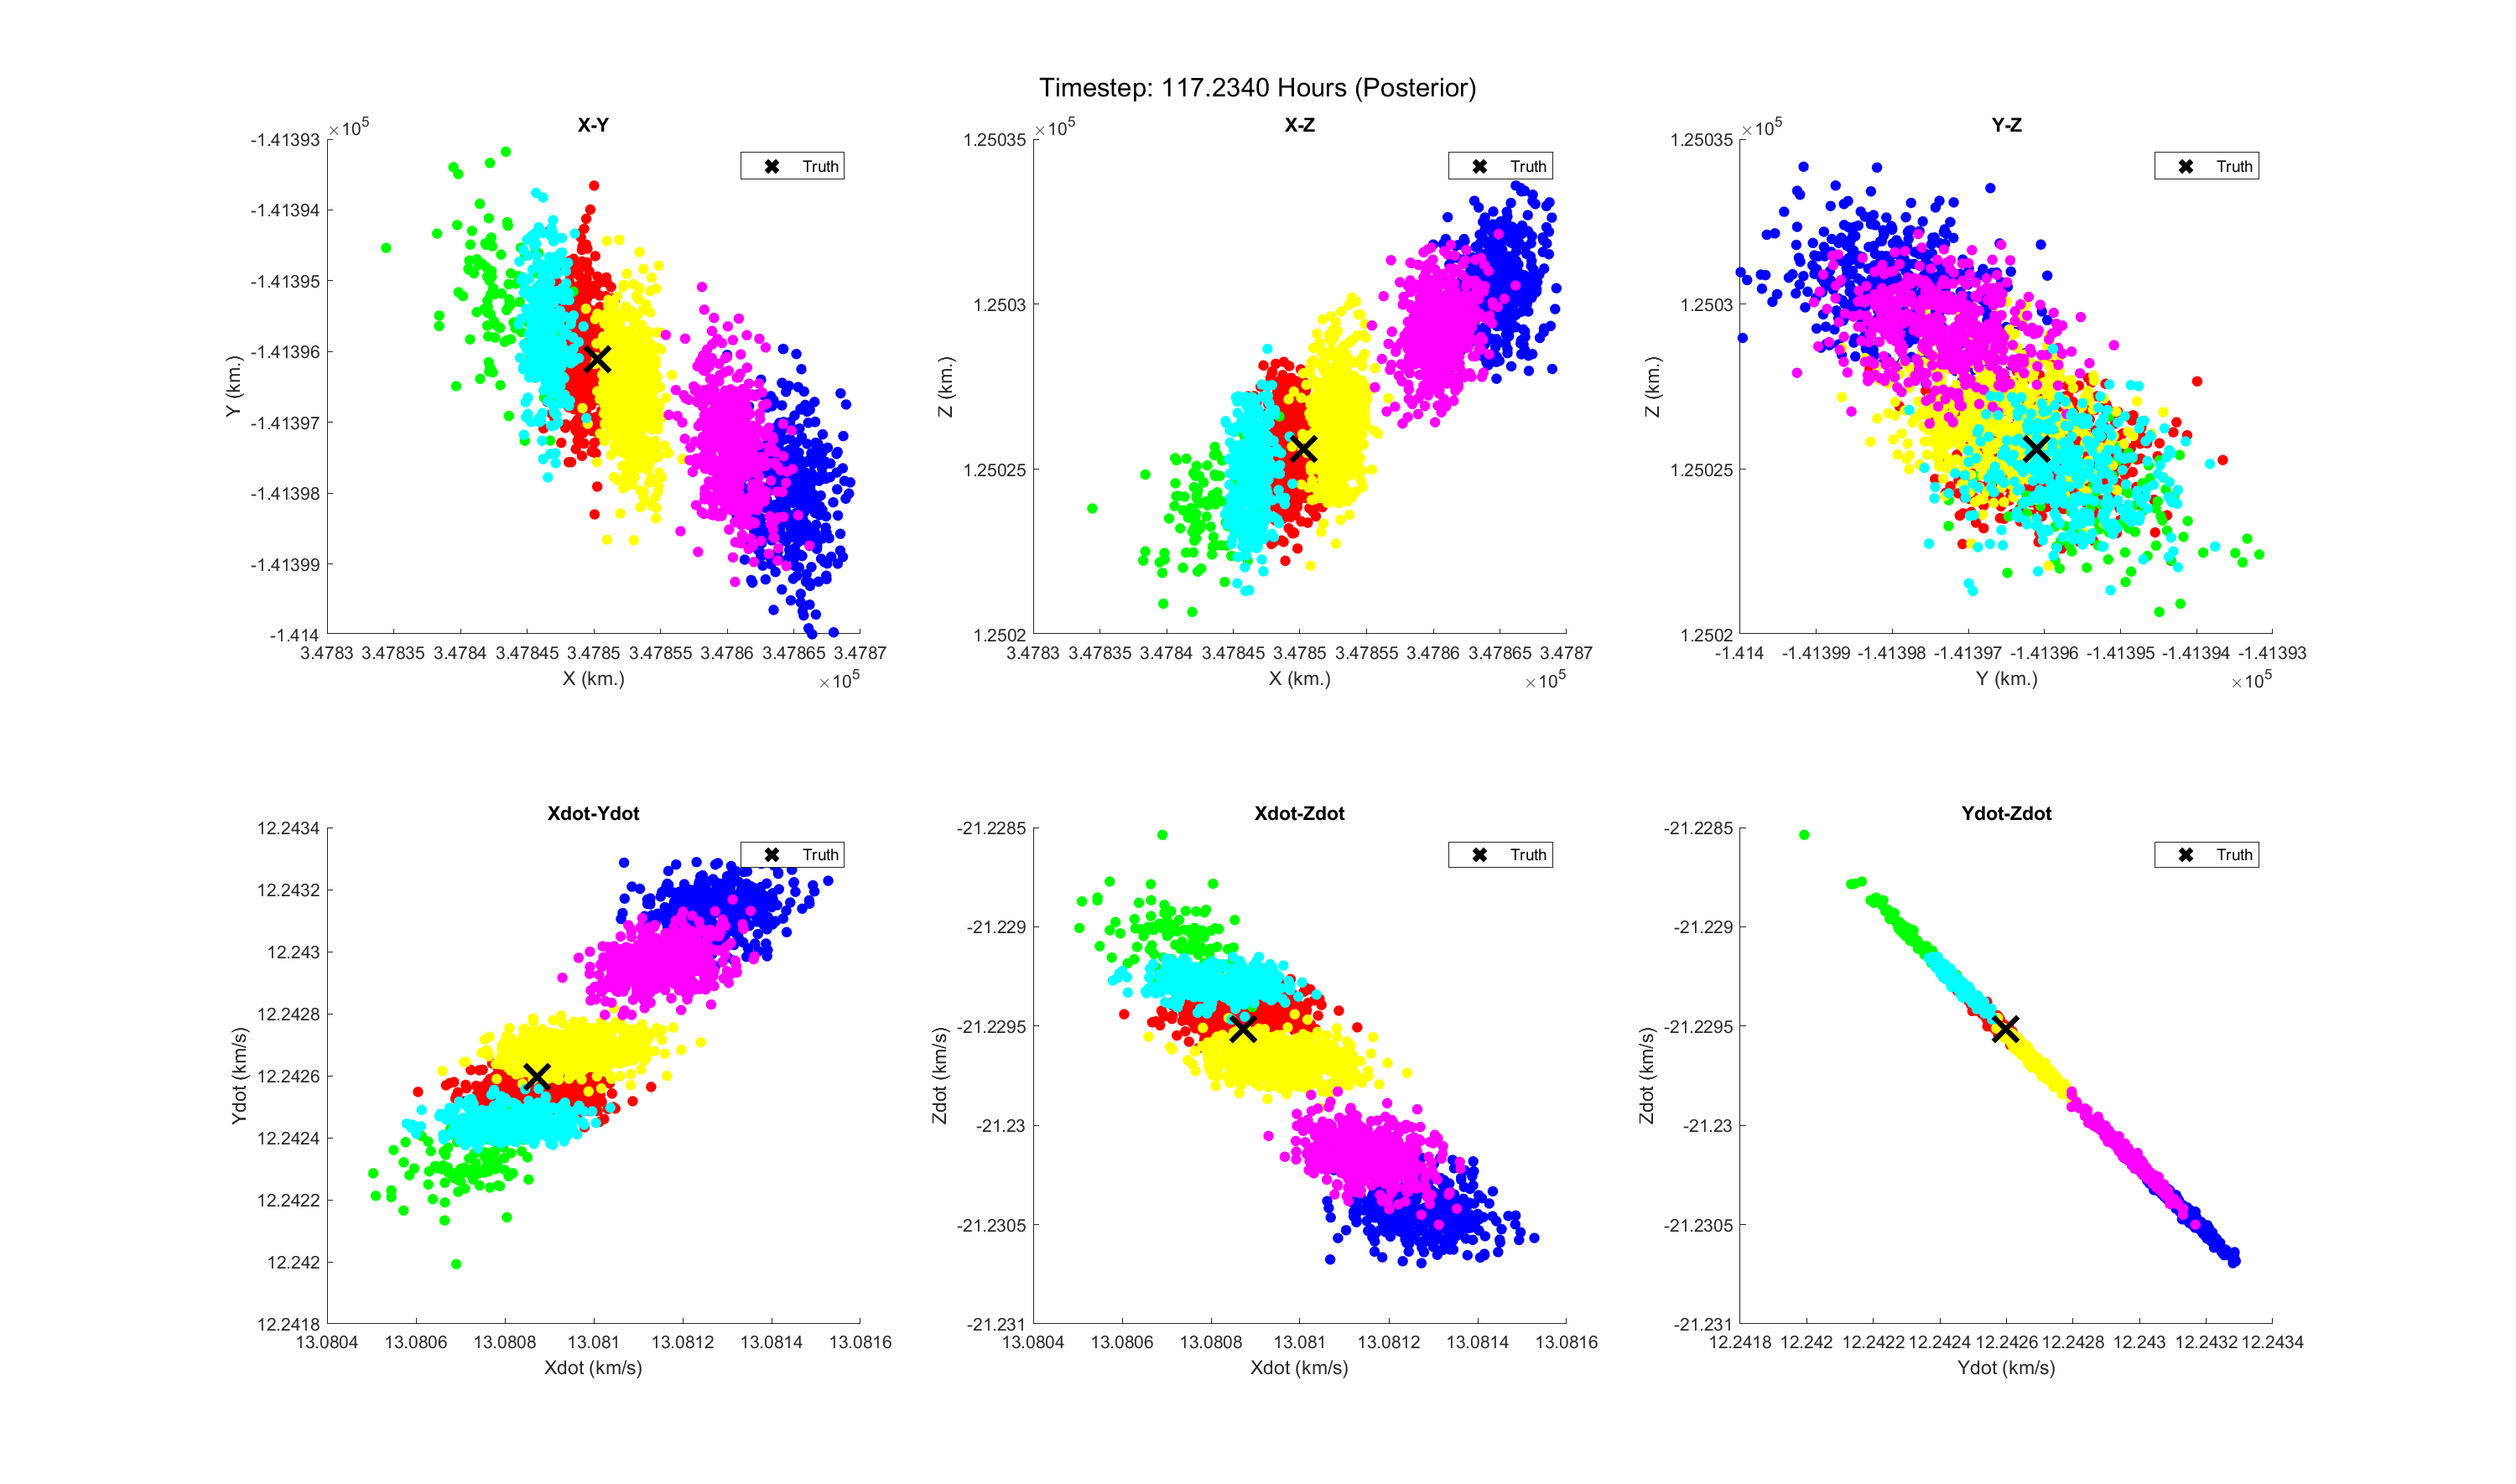 Timestep: 117.2340 Hours (Posterior)
X-Y
×10^5
-1.41393
-1.41394
-1.41395
-1.41396
-1.41397
-1.41398
-1.41399
-1.414
Y (km.)
Truth
3.4783 3.47835 3.4784 3.47845 3.4785 3.47855 3.4786 3.47865 3.4787
X (km.)
×10^5
X-Z
×10^5
1.25035
1.2503
1.25025
1.2502
Z (km.)
Truth
3.4783 3.47835 3.4784 3.47845 3.4785 3.47855 3.4786 3.47865 3.4787
X (km.)
×10^5
Y-Z
×10^5
1.25035
1.2503
1.25025
1.2502
Z (km.)
Truth
-1.414 -1.41399 -1.41398 -1.41397 -1.41396 -1.41395 -1.41394 -1.41393
Y (km.)
×10^5
Xdot-Ydot
12.2434
12.2432
12.243
12.2428
12.2426
12.2424
12.2422
12.242
12.2418
Ydot (km/s)
Truth
13.0804 13.0806 13.0808 13.081 13.0812 13.0814 13.0816
Xdot (km/s)
Xdot-Zdot
-21.2285
-21.229
-21.2295
-21.23
-21.2305
-21.231
Zdot (km/s)
Truth
13.0804 13.0806 13.0808 13.081 13.0812 13.0814 13.0816
Xdot (km/s)
Ydot-Zdot
-21.2285
-21.229
-21.2295
-21.23
-21.2305
-21.231
Zdot (km/s)
Truth
12.2418 12.242 12.2422 12.2424 12.2426 12.2428 12.243 12.2432 12.2434
Ydot (km/s)